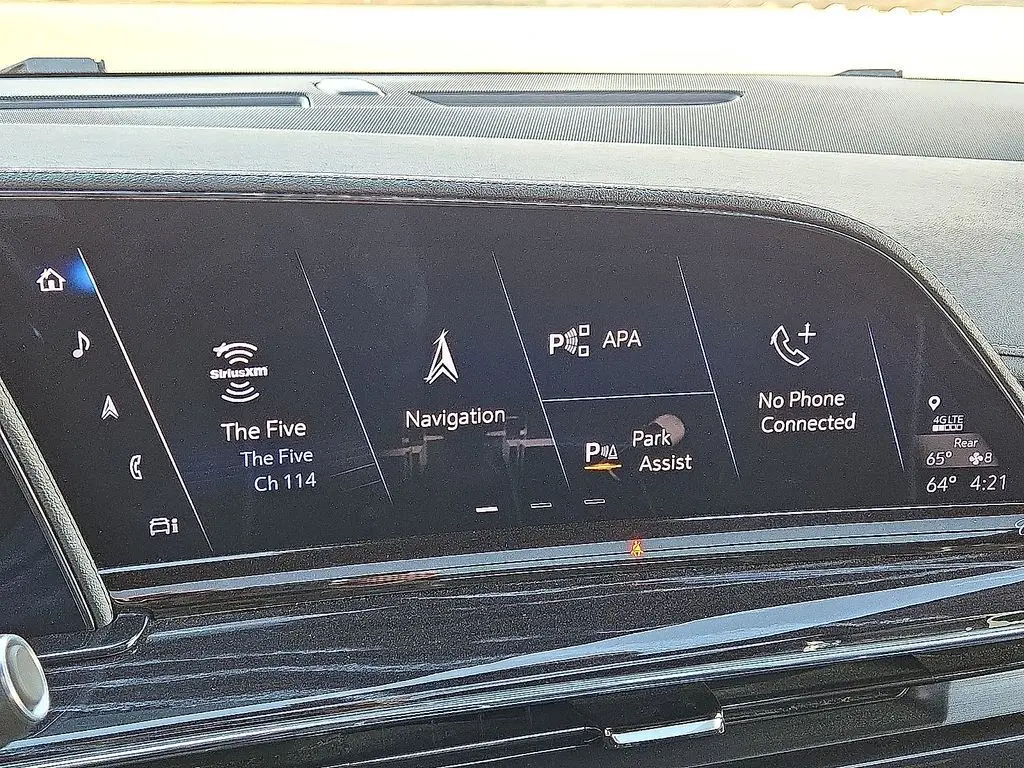 SiriusXM
The Five
The Five
Ch 114
Navigation
P APA
P Park
Assist
No Phone
Connected
4G LTE
Rear
65° 8
64° 4:21